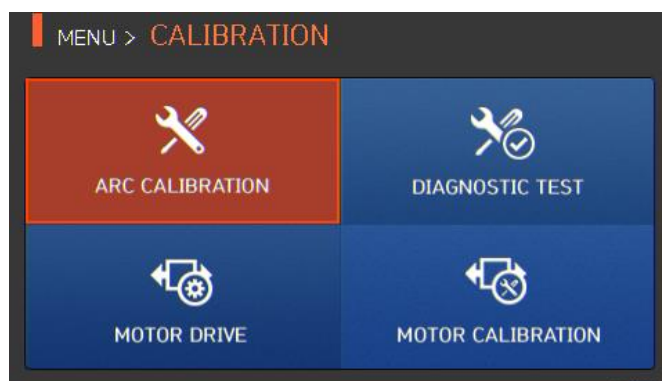 MENU > CALIBRATION
ARC CALIBRATION
DIAGNOSTIC TEST
MOTOR DRIVE
MOTOR CALIBRATION